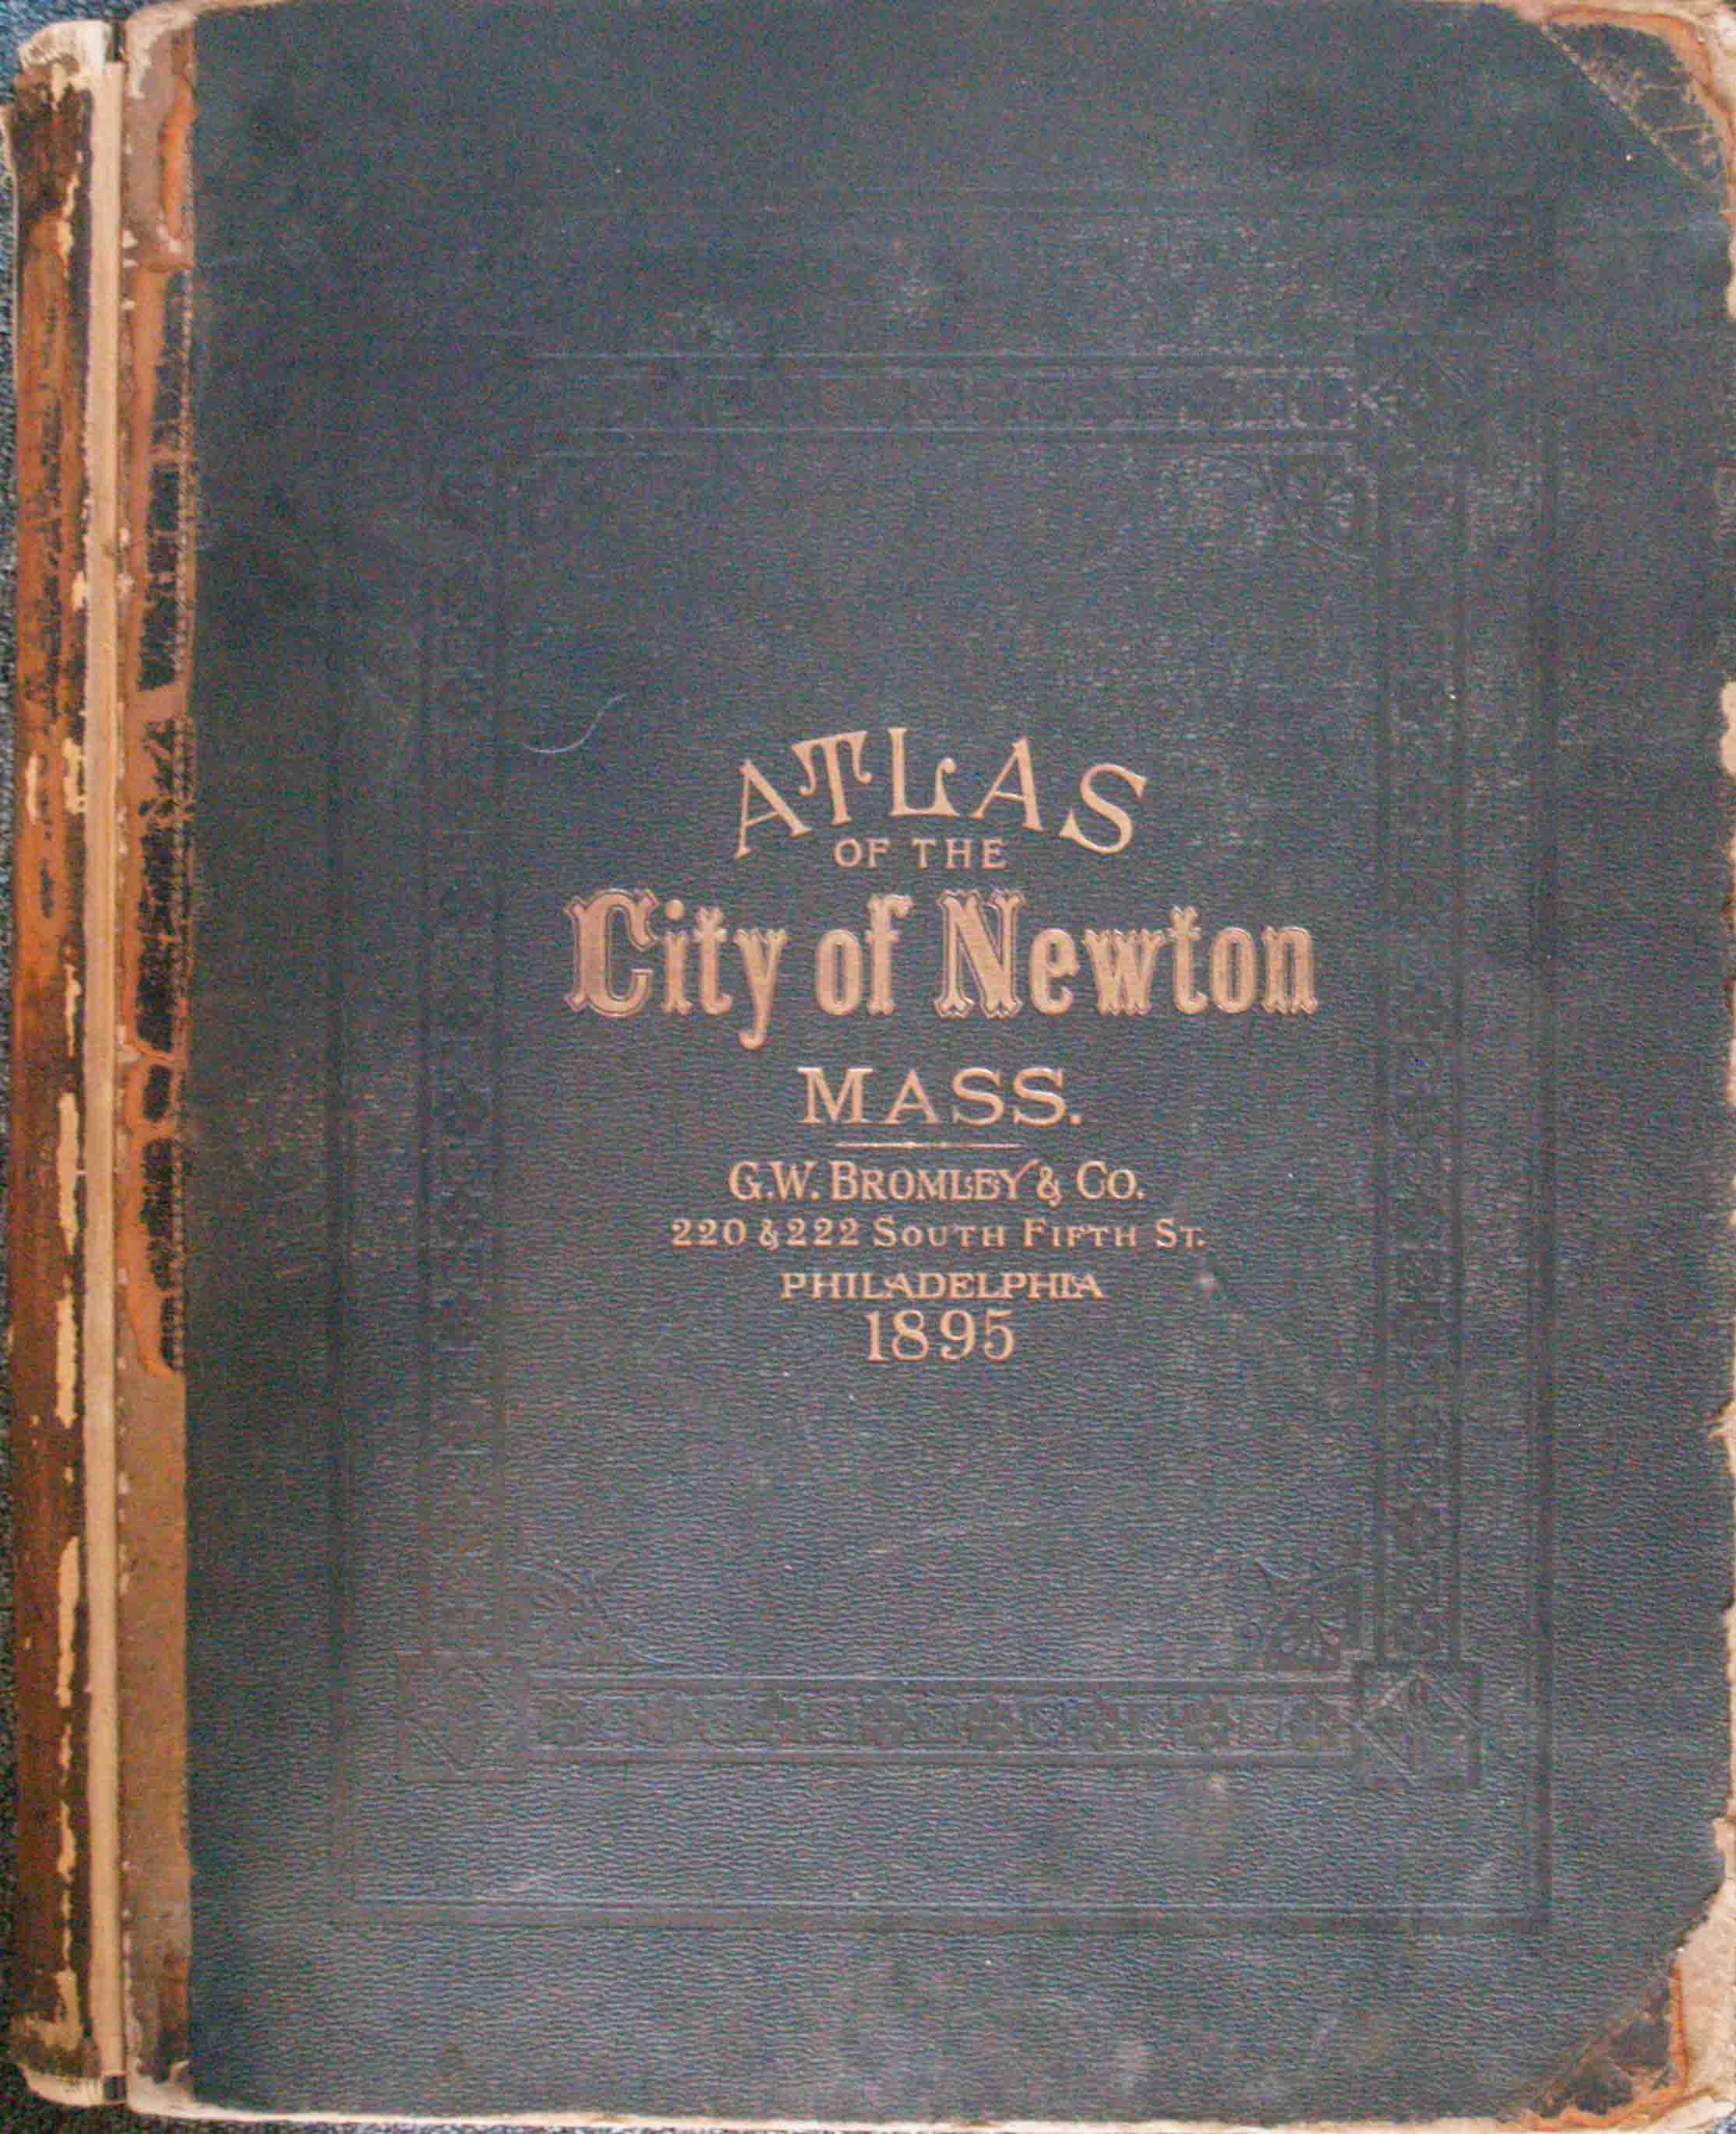 ATLAS
OF THE
City of Newton
MASS.
G.W. BROMLEY & CO.
220 & 222 SOUTH FIFTH ST.
PHILADELPHIA
1895